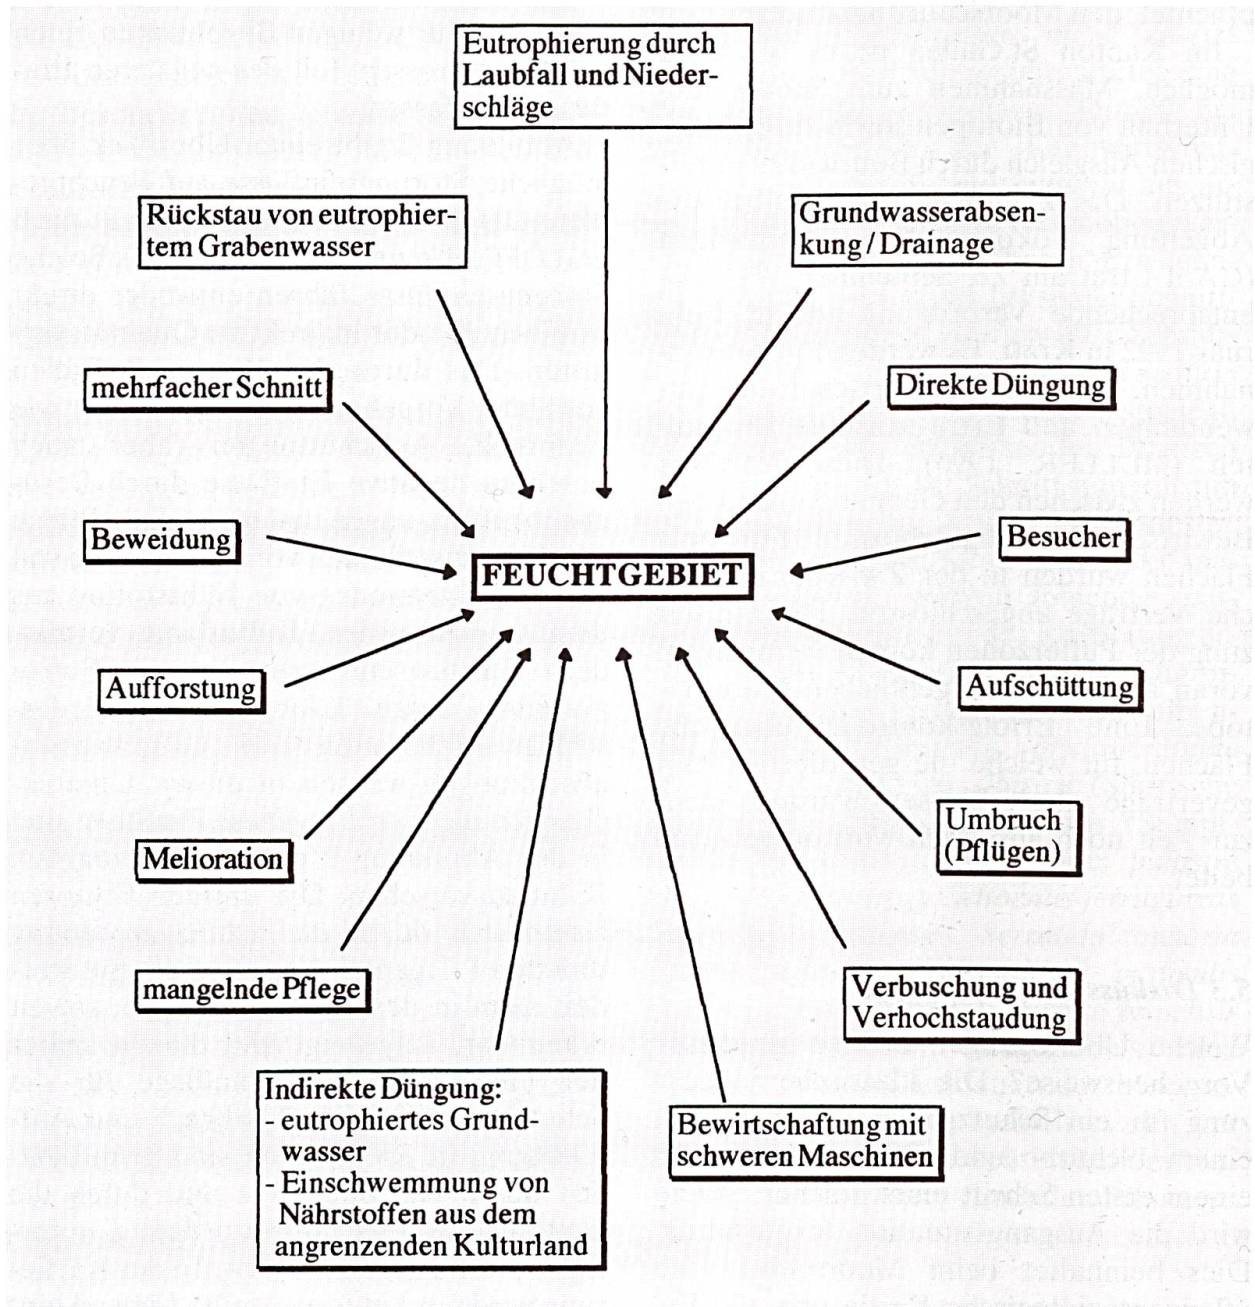 Eutrophierung durch
Laubfall und Nieder-
schläge
Rückstau von eutrophier-
tem Grabenwasser
Grundwasserabsen-
kung / Drainage
mehrfacher Schnitt
Direkte Düngung
Beweidung
Besucher
FEUCHTGEBIET
Aufforstung
Aufschüttung
Melioration
Umbruch
(Pflügen)
mangelnde Pflege
Verbuschung und
Verhochstaudung
Indirekte Düngung:
- eutrophiertes Grund-
wasser
- Einschwemmung von
Nährstoffen aus dem
angrenzenden Kulturland
Bewirtschaftung mit
schweren Maschinen